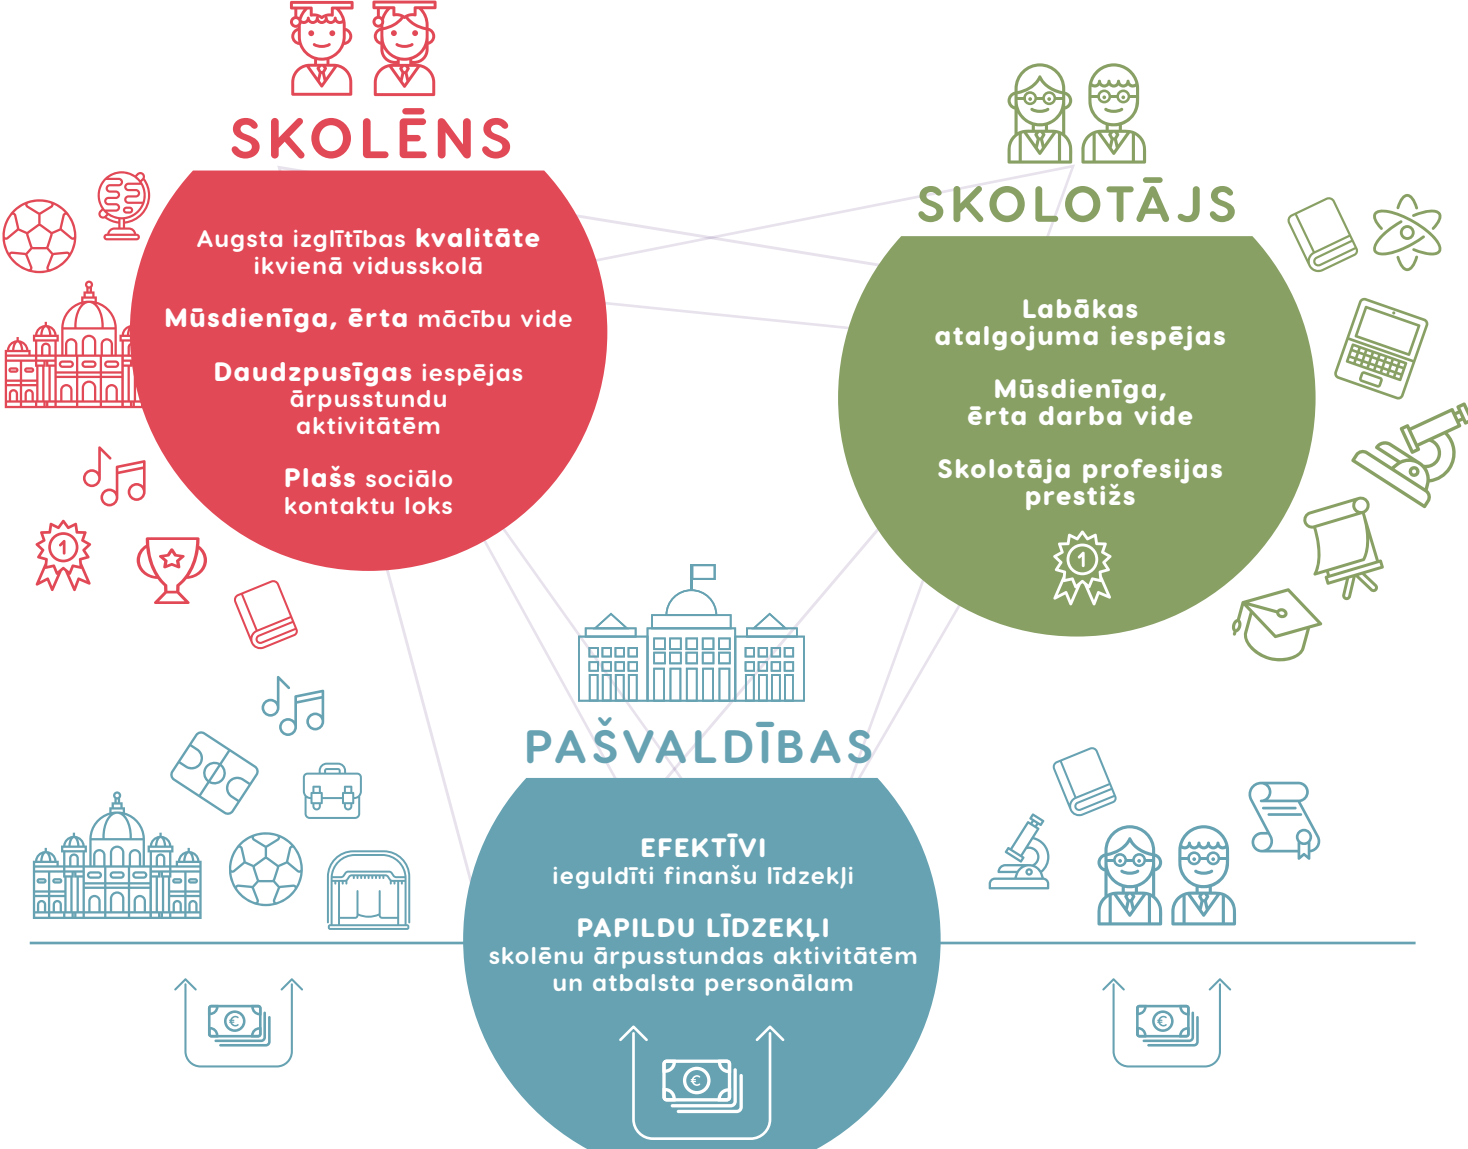 SKOLĒNS
Augsta izglītības kvalitāte
ikvienā vidusskolā
Mūsdienīga, ērta mācību vide
Daudzpusīgas iespējas
ārpusstundu
aktivitātēm
Plašs sociālo
kontaktu loks
1
SKOLOTĀJS
Labākas
atalgojuma iespējas
Mūsdienīga,
ērta darba vide
Skolotāja profesijas
prestižs
1
PAŠVALDĪBAS
EFEKTĪVI
ieguldīti finanšu līdzekļi
PAPILDU LĪDZEKĻI
skolēnu ārpusstundas aktivitātēm
un atbalsta personālam
€
€
€